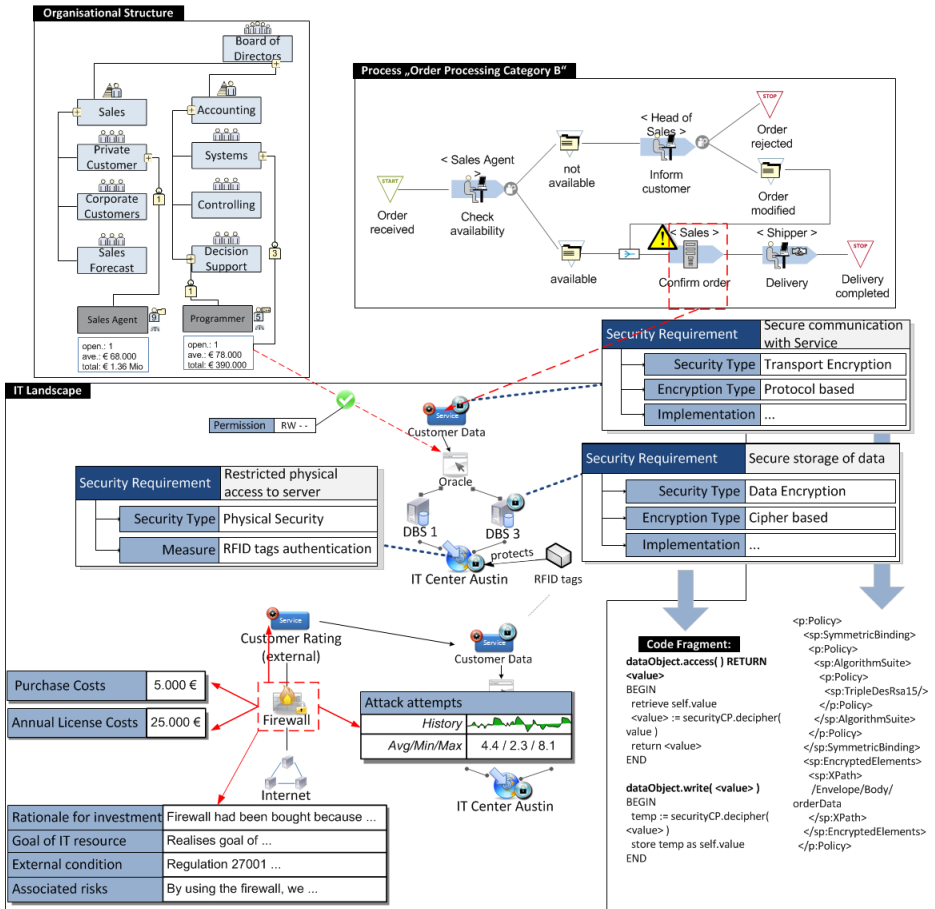 Organisational Structure
Board of
Directors
Sales
Accounting
Private
Customer
Systems
Corporate
Customers
Controlling
Sales
Forecast
Decision
Support
1
3
1
Sales Agent
9
Programmer
5
open.: 1
ave.: € 68.000
total: € 1.36 Mio
open.: 1
ave.: € 78.000
total: € 390.000
Process „Order Processing Category B“
START
Order
received
< Sales Agent
>
Check
availability
not
available
available
< Head of
Sales >
Inform
customer
STOP
Order
rejected
Order
modified
< Sales >
Confirm order
< Shipper >
Delivery
STOP
Delivery
completed
IT Landscape
Permission RW - -
Service
Customer Data
Oracle
DBS 1
DBS 3
IT Center Austin
protects
RFID tags
Security Requirement Secure communication
with Service
Security Type Transport Encryption
Encryption Type Protocol based
Implementation ...
Security Requirement Secure storage of data
Security Type Data Encryption
Encryption Type Cipher based
Implementation ...
Security Requirement Restricted physical
access to server
Security Type Physical Security
Measure RFID tags authentication
Service
Customer Rating
(external)
Service
Customer Data
Purchase Costs 5.000 €
Annual License Costs 25.000 €
Firewall
Attack attempts
History
Avg/Min/Max 4.4 / 2.3 / 8.1
IT Center Austin
Internet
Rationale for investment Firewall had been bought because ...
Goal of IT resource Realises goal of ...
External condition Regulation 27001 ...
Associated risks By using the firewall, we ...
Code Fragment:
dataObject.access( ) RETURN
<value>
BEGIN
retrieve self.value
<value> := securityCP.decipher(
value )
return <value>
END
dataObject.write( <value> )
BEGIN
temp := securityCP.decipher(
<value> )
store temp as self.value
END
<p:Policy>
<sp:SymmetricBinding>
<p:Policy>
<sp:AlgorithmSuite>
<p:Policy>
<sp:TripleDesRsa15/>
</p:Policy>
</sp:AlgorithmSuite>
</p:Policy>
</sp:SymmetricBinding>
<sp:EncryptedElements>
<sp:XPath>
/Envelope/Body/
orderData
</sp:XPath>
</sp:EncryptedElements>
</p:Policy>